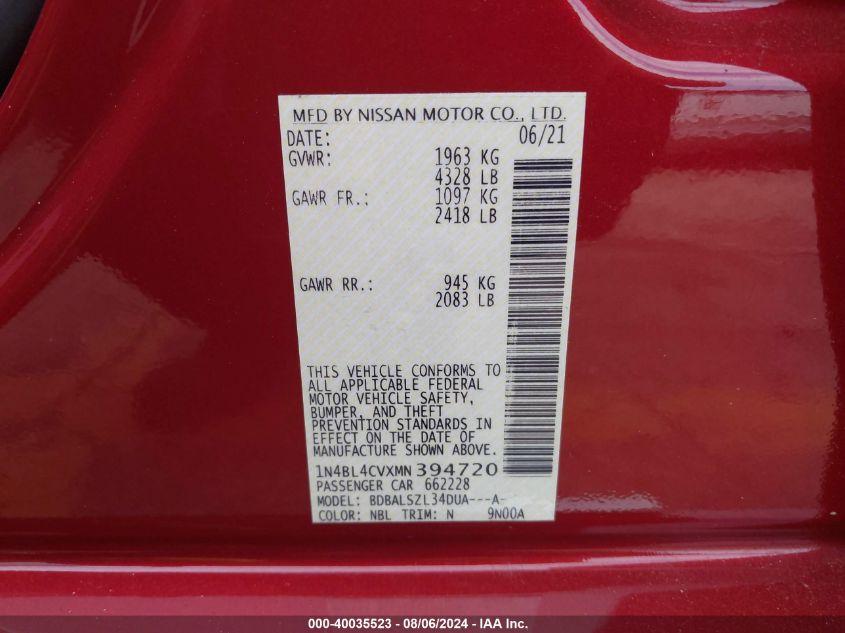 MFD BY NISSAN MOTOR CO., LTD.
DATE: 06/21
GVWR: 1963 KG
4328 LB
GAWR FR.: 1097 KG
2418 LB
GAWR RR.: 945 KG
2083 LB
THIS VEHICLE CONFORMS TO
ALL APPLICABLE FEDERAL
MOTOR VEHICLE SAFETY,
BUMPER, AND THEFT
PREVENTION STANDARDS IN
EFFECT ON THE DATE OF
MANUFACTURE SHOWN ABOVE.
1N4BL4CVXMN 394720
PASSENGER CAR 662228
MODEL: BDBALSZL34DUA---A-
COLOR: NBL TRIM: N 9N00A
000-40035523 - 08/06/2024 - IAA Inc.